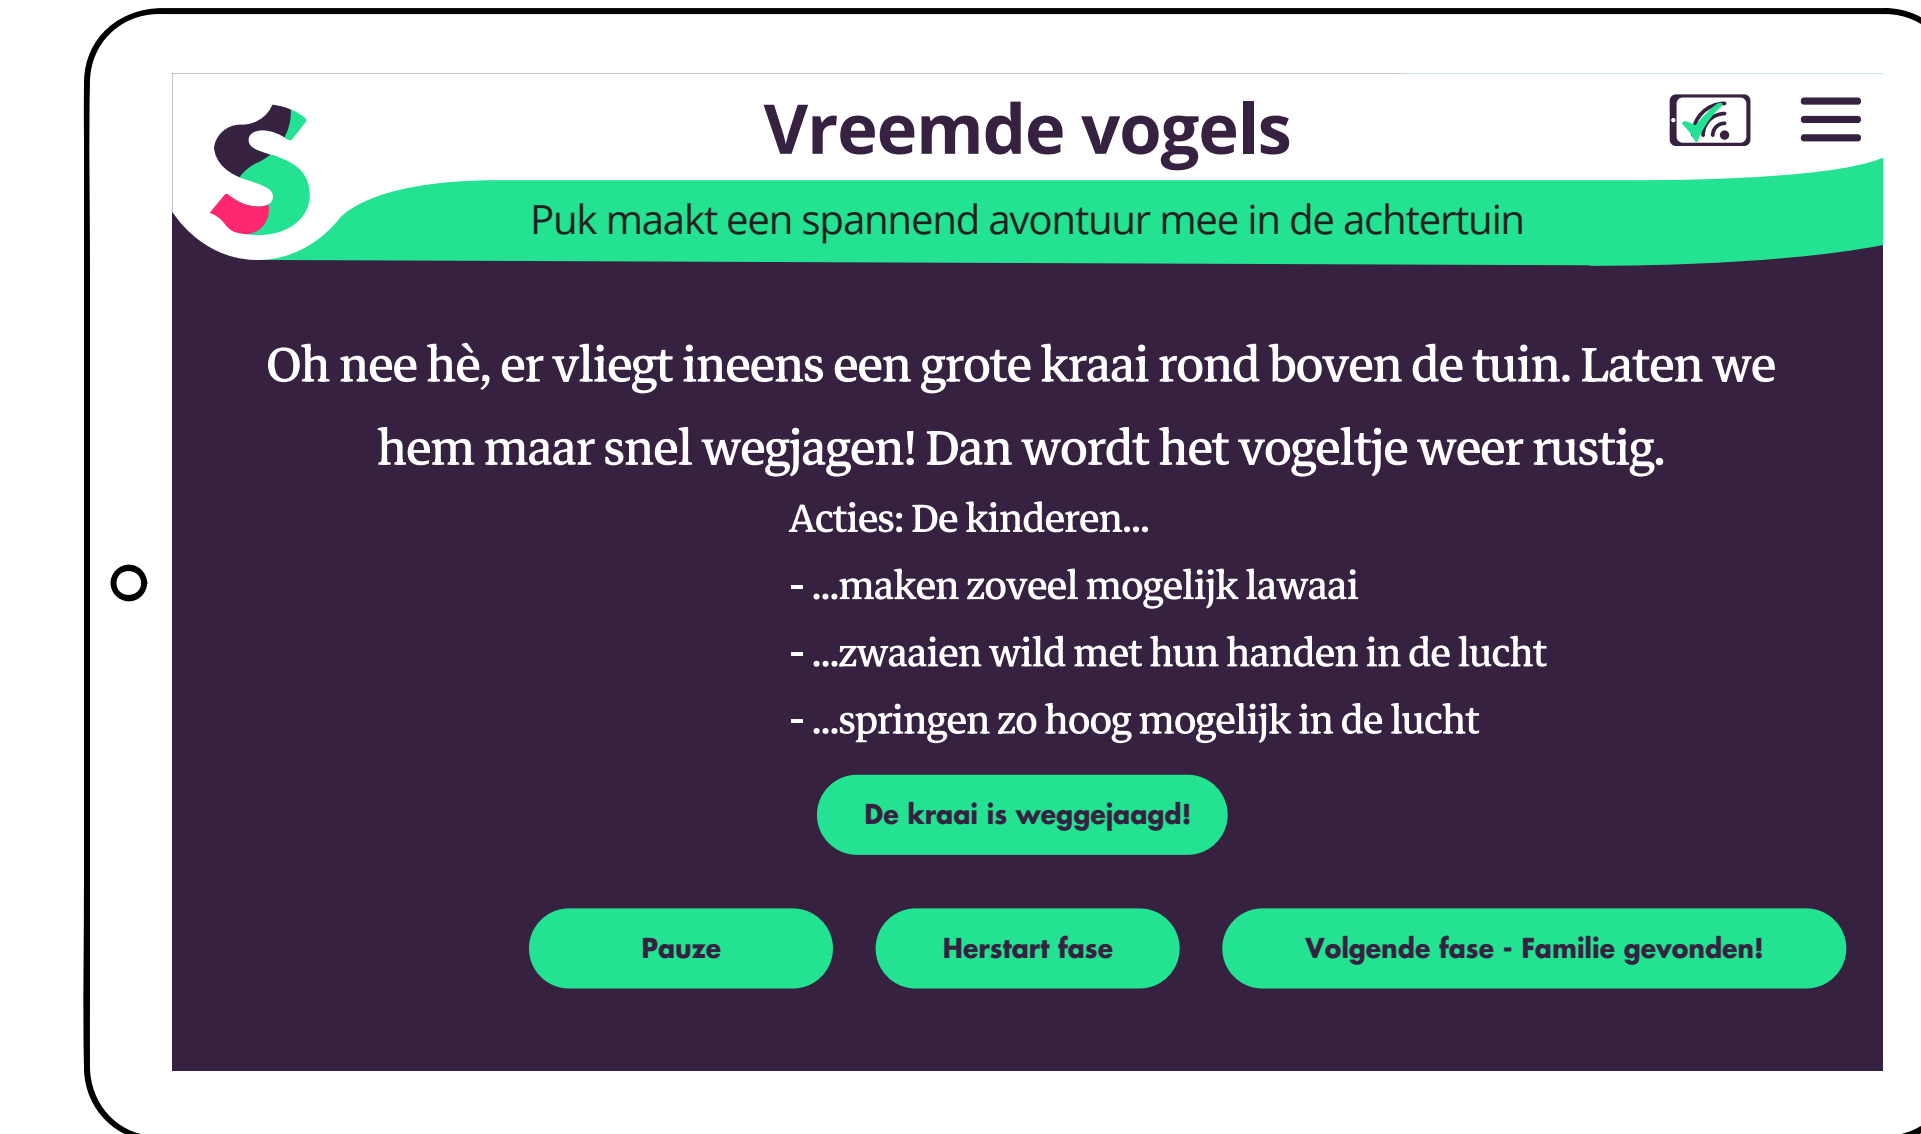 Vreemde vogels
Puk maakt een spannend avontuur mee in de achtertuin
Oh nee hè, er vliegt ineens een grote kraai rond boven de tuin. Laten we
hem maar snel wegjagen! Dan wordt het vogeltje weer rustig.
Acties: De kinderen...
- ...maken zoveel mogelijk lawaai
- ...zwaaien wild met hun handen in de lucht
- ...springen zo hoog mogelijk in de lucht
De kraai is weggejaagd!
Pauze
Herstart fase
Volgende fase - Familie gevonden!